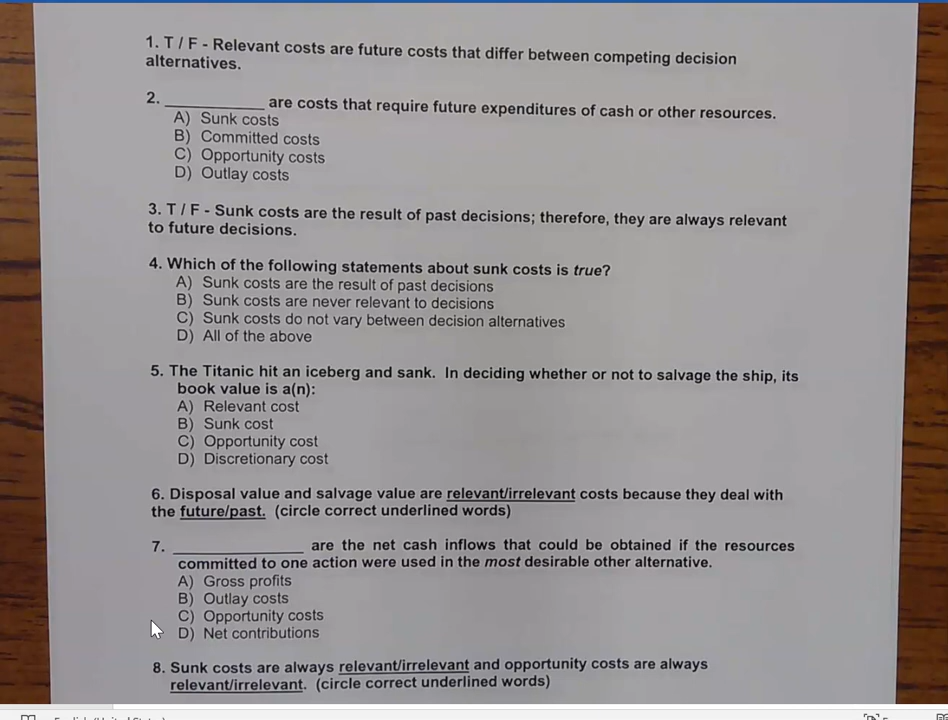 1. T / F - Relevant costs are future costs that differ between competing decision
alternatives.
2. ____________ are costs that require future expenditures of cash or other resources.
A) Sunk costs
B) Committed costs
C) Opportunity costs
D) Outlay costs
3. T / F - Sunk costs are the result of past decisions; therefore, they are always relevant
to future decisions.
4. Which of the following statements about sunk costs is true?
A) Sunk costs are the result of past decisions
B) Sunk costs are never relevant to decisions
C) Sunk costs do not vary between decision alternatives
D) All of the above
5. The Titanic hit an iceberg and sank. In deciding whether or not to salvage the ship, its
book value is a(n):
A) Relevant cost
B) Sunk cost
C) Opportunity cost
D) Discretionary cost
6. Disposal value and salvage value are relevant/irrelevant costs because they deal with
the future/past. (circle correct underlined words)
7. ________________ are the net cash inflows that could be obtained if the resources
committed to one action were used in the most desirable other alternative.
A) Gross profits
B) Outlay costs
C) Opportunity costs
D) Net contributions
8. Sunk costs are always relevant/irrelevant and opportunity costs are always
relevant/irrelevant. (circle correct underlined words)